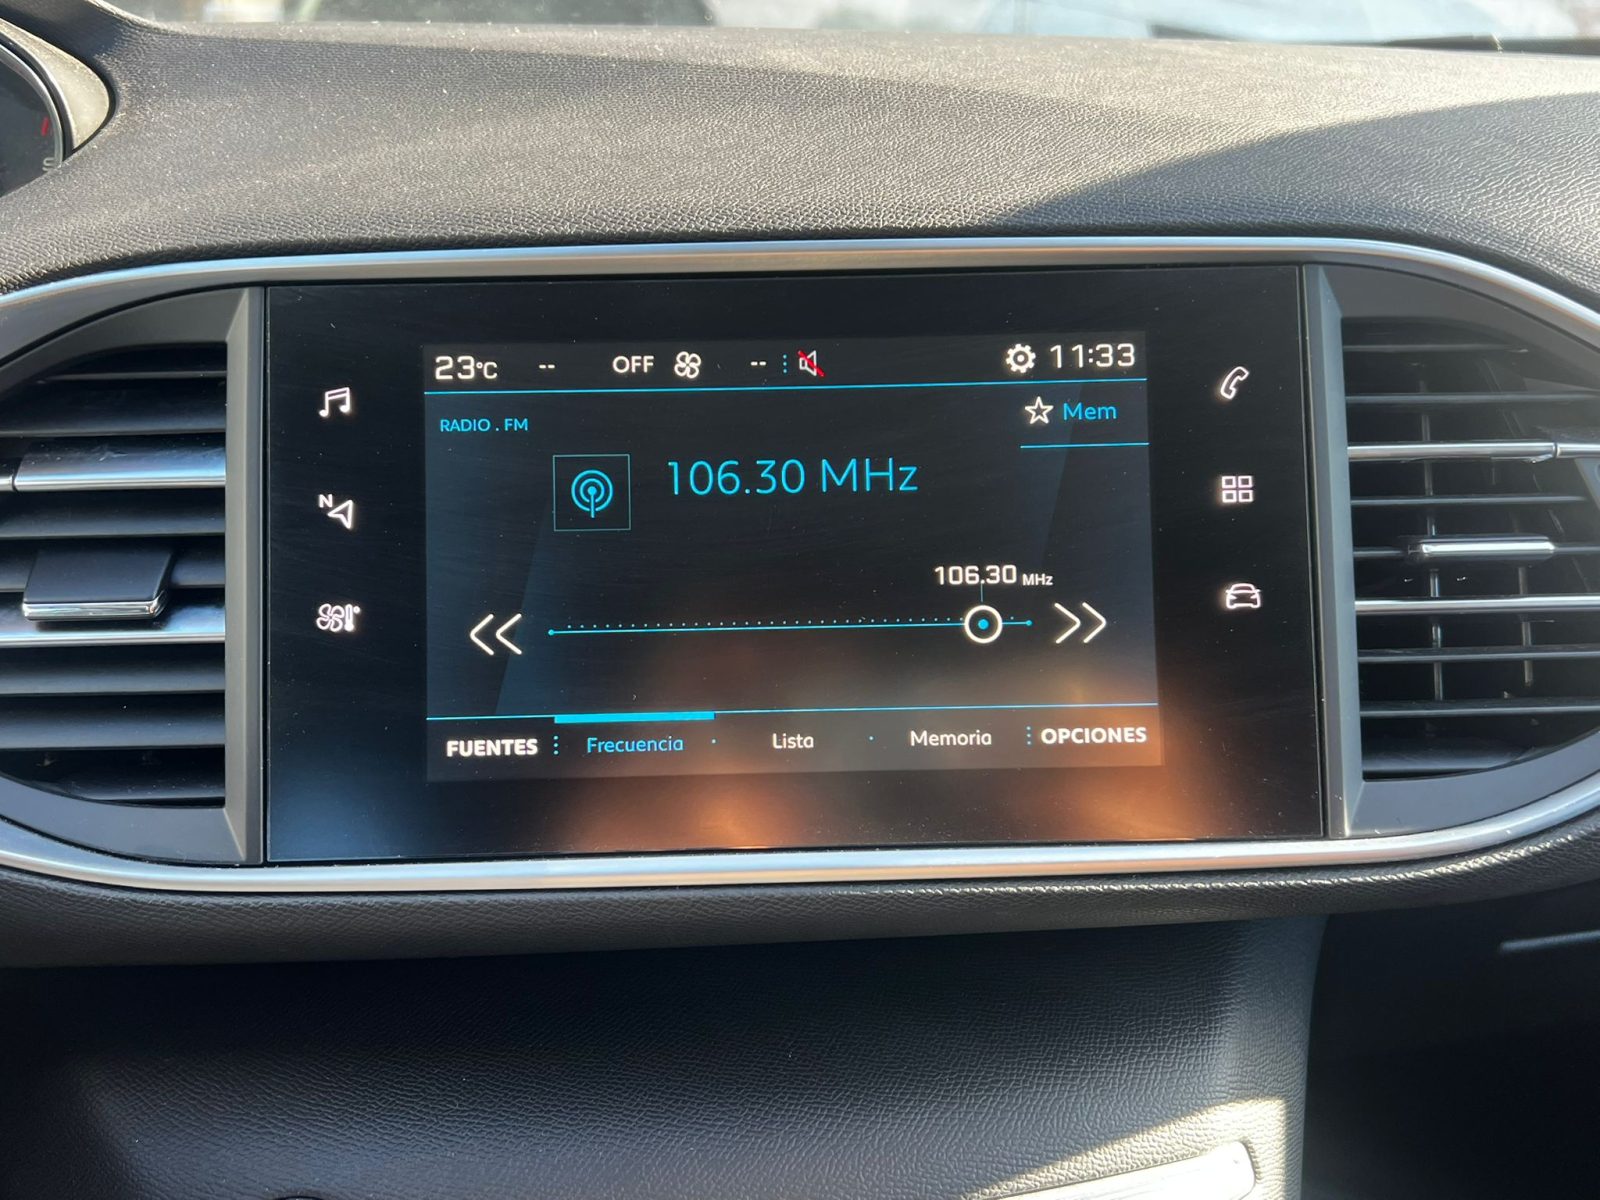 23°C -- OFF -- 11:33
RADIO . FM
Mem
106.30 MHz
106.30 MHz
N
FUENTES Frecuencia Lista Memoria OPCIONES